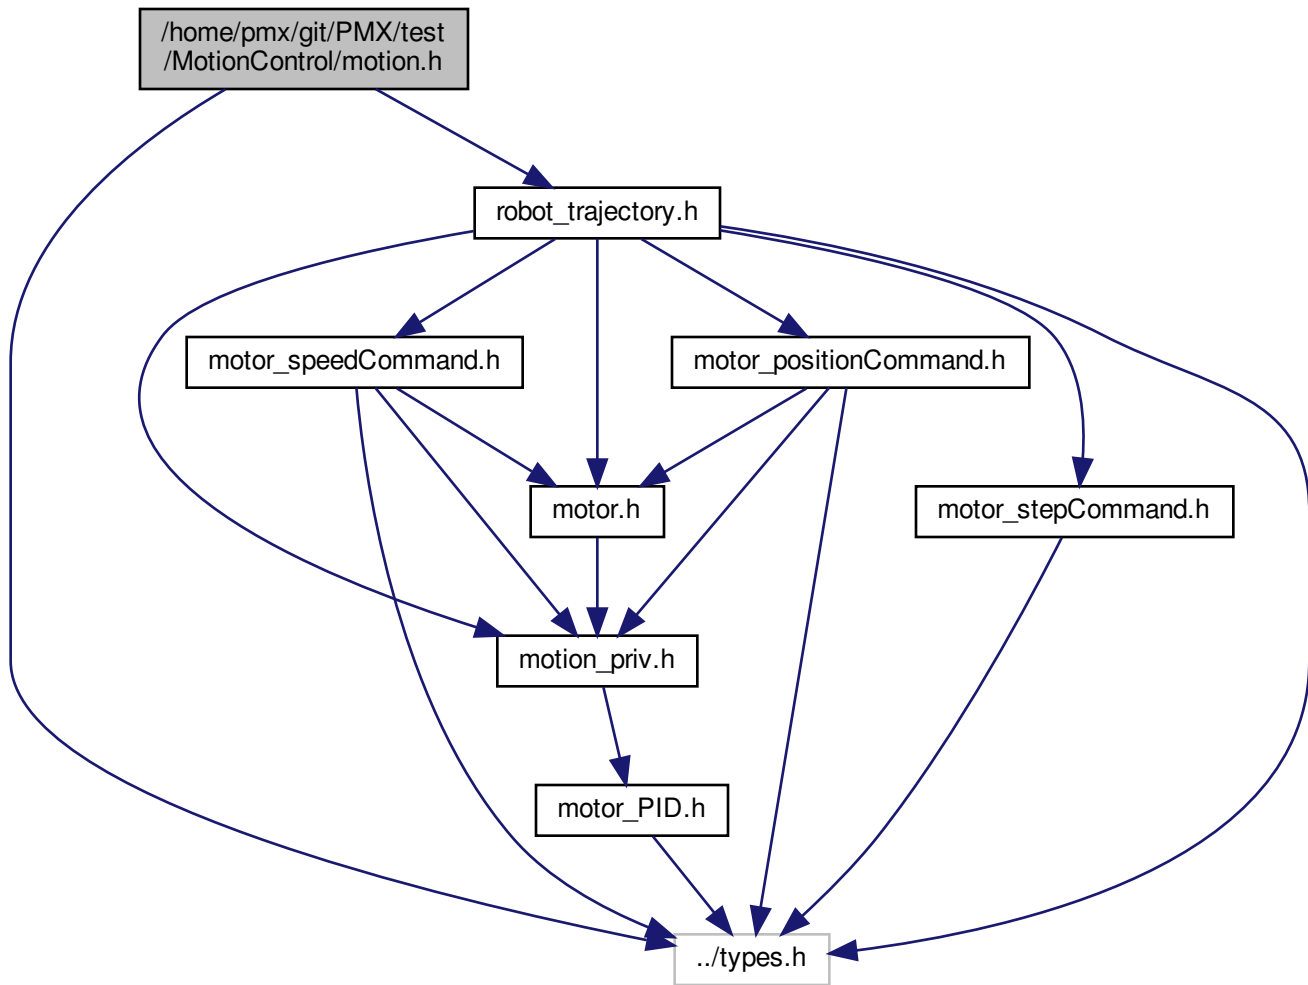 /home/pmx/git/PMX/test
/MotionControl/motion.h
robot_trajectory.h
motor_speedCommand.h
motor_positionCommand.h
motor.h
motor_stepCommand.h
motion_priv.h
motor_PID.h
../types.h